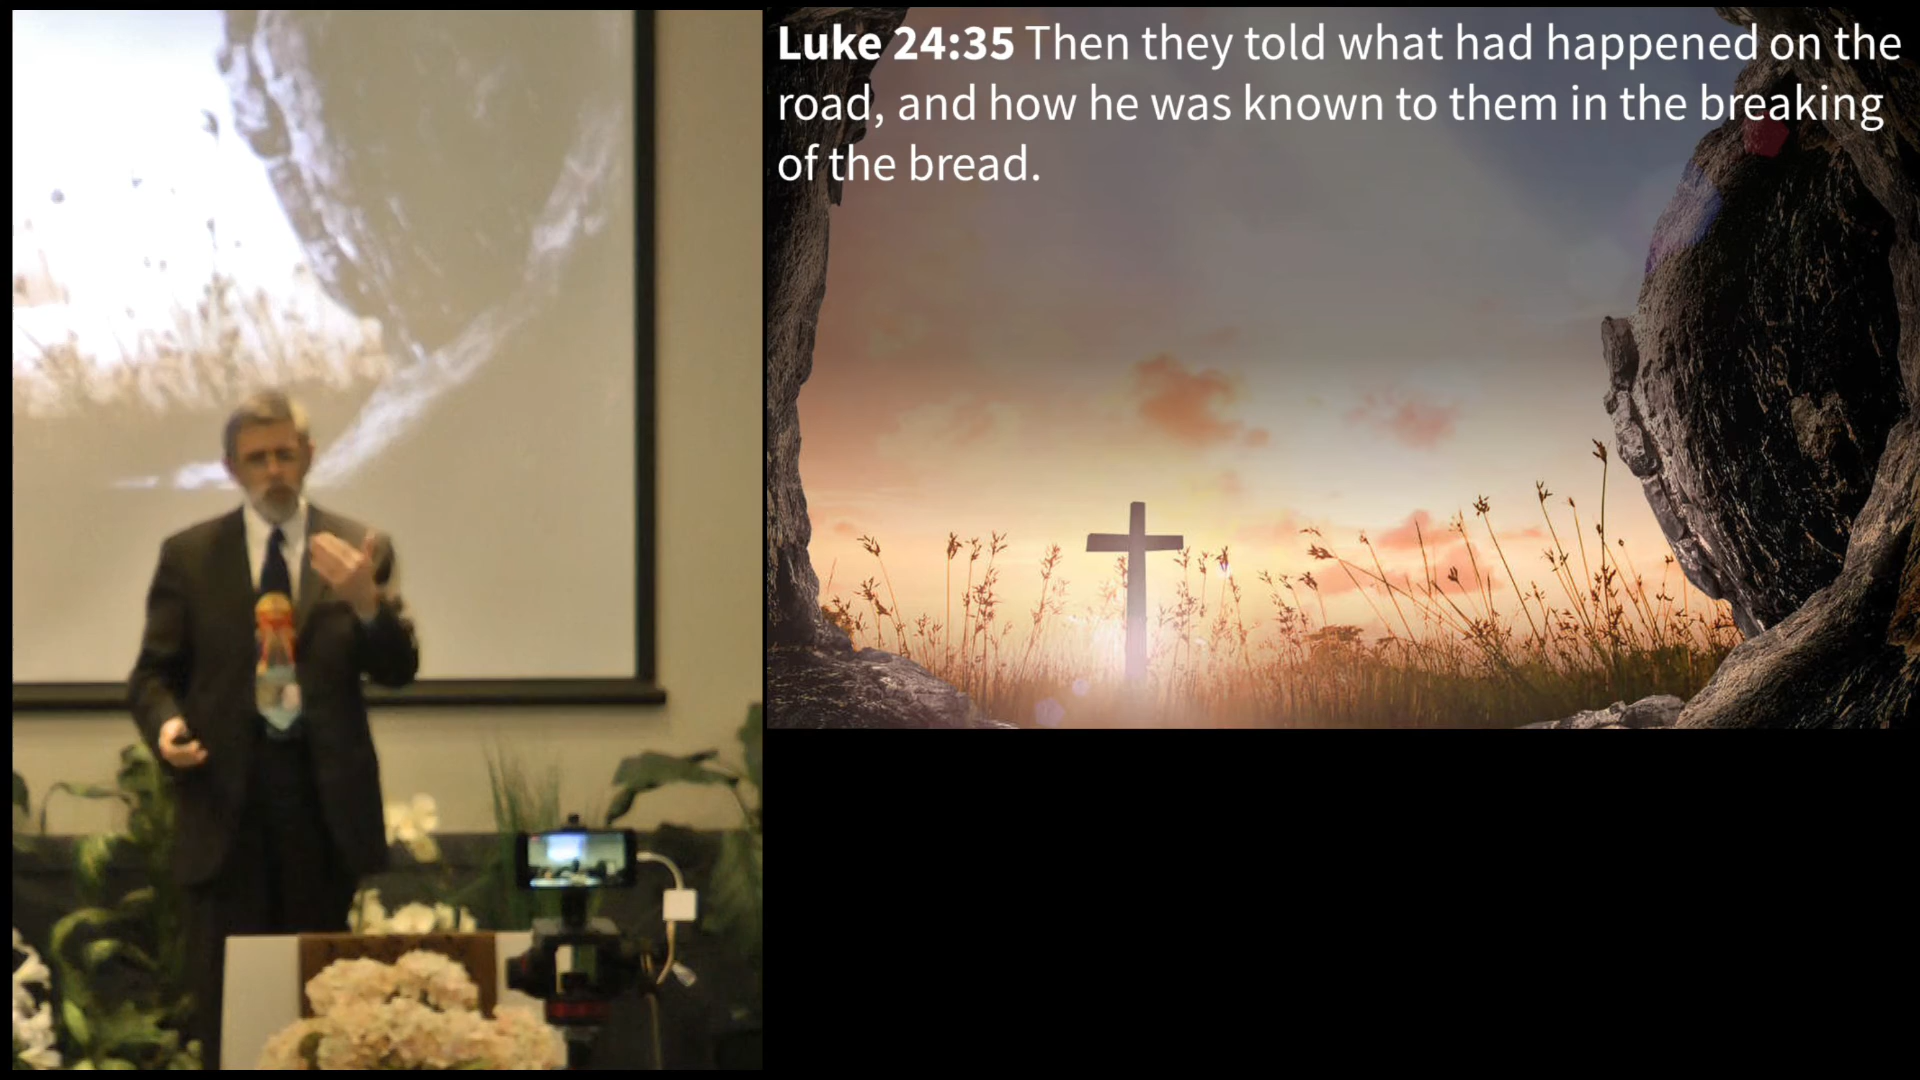 Luke 24:35 Then they told what had happened on the
road, and how he was known to them in the breaking
of the bread.